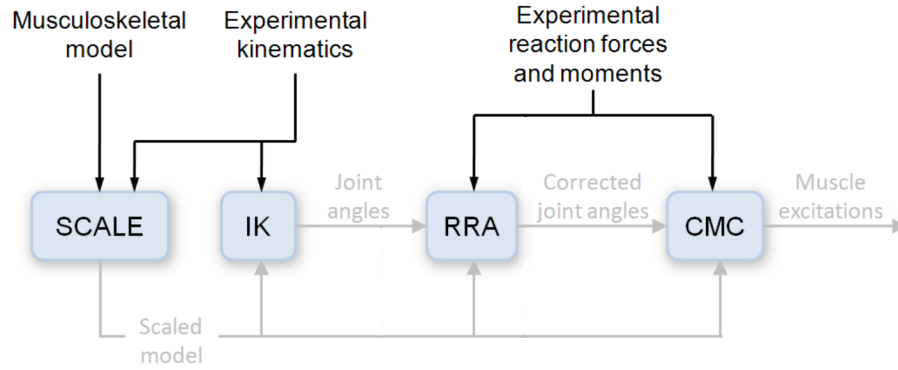 Musculoskeletal
model
Experimental
kinematics
Experimental
reaction forces
and moments
SCALE
IK
Joint
angles
RRA
Corrected
joint angles
CMC
Muscle
excitations
Scaled
model